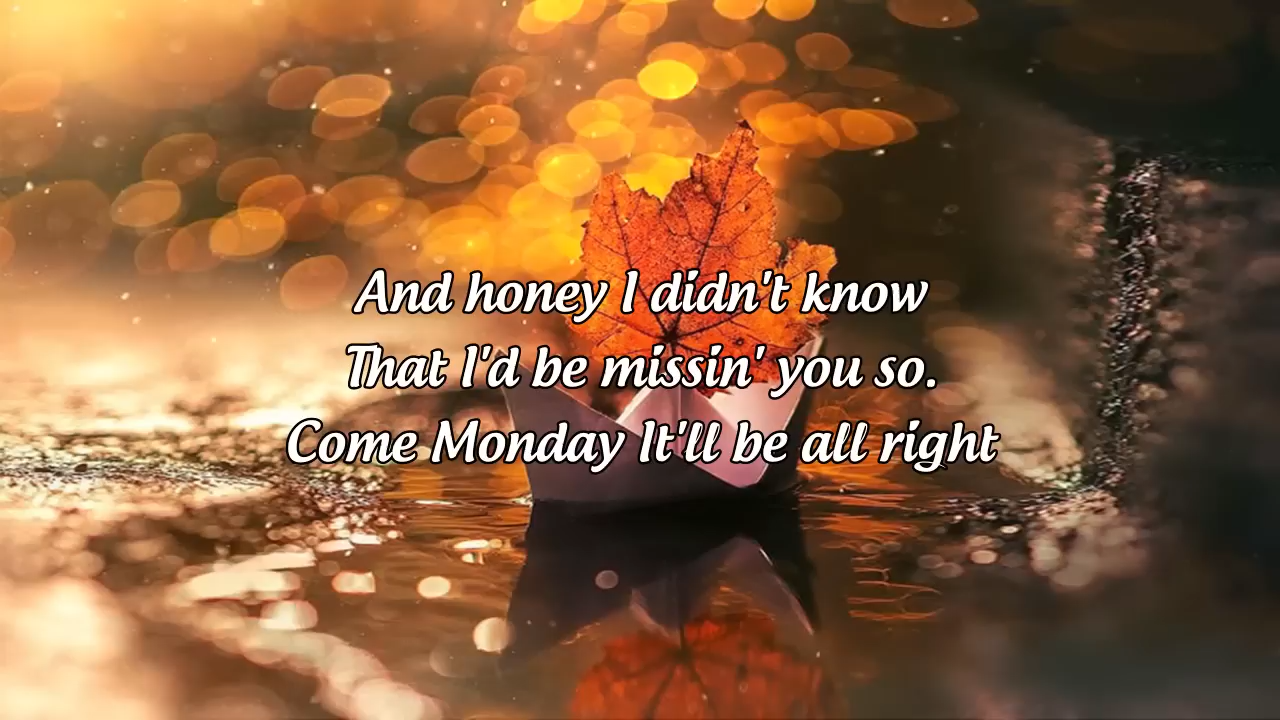 And honey I didn't know
That I'd be missin' you so.
Come Monday It'll be all right